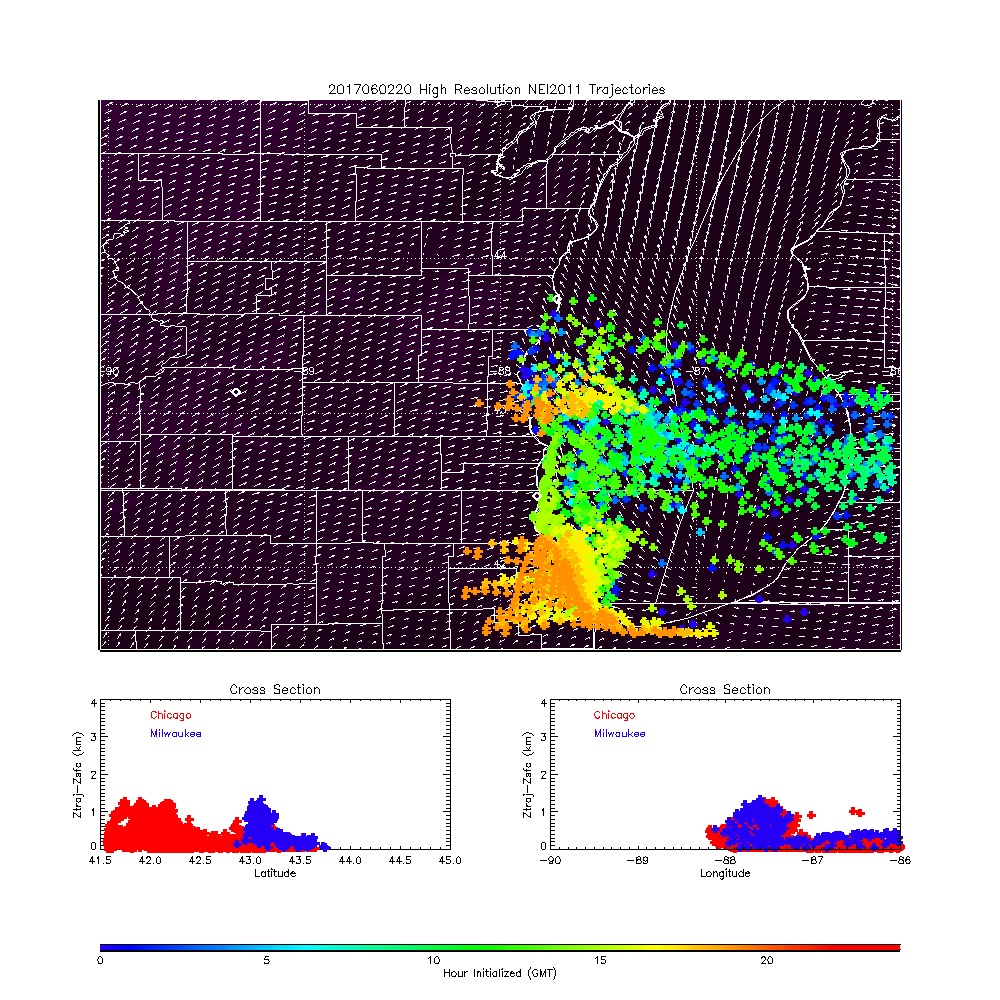 2017060220 High Resolution NEI2011 Trajectories
44
-90
-89
-88
-87
Cross Section
Cross Section
Chicago
Milwaukee
Chicago
Milwaukee
Ztraj-Zsfc (km)
4
3
2
1
0
41.5 42.0 42.5 43.0 43.5 44.0 44.5 45.0
Latitude
Ztraj-Zsfc (km)
4
3
2
1
0
-90 -89 -88 -87 -86
Longitude
0 5 10 15 20
Hour Initialized (GMT)